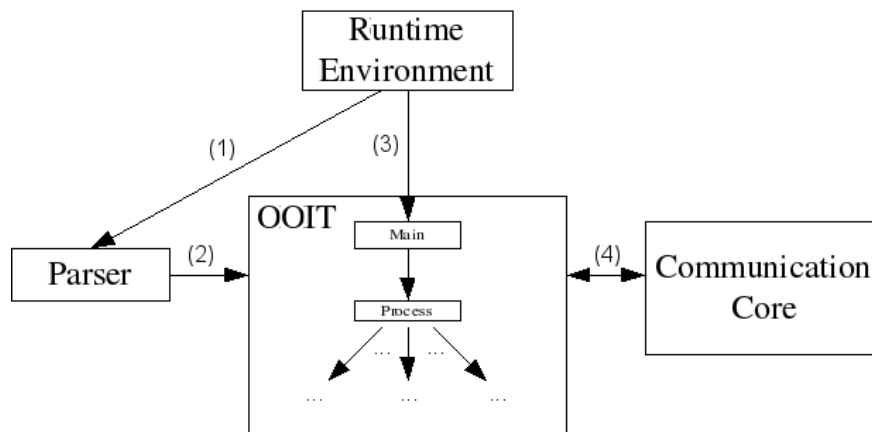 Runtime
Environment
(1)
(3)
OOIT
Main
Parser
(2)
(4)
Communication
Core
Process
... ...
... ... ...